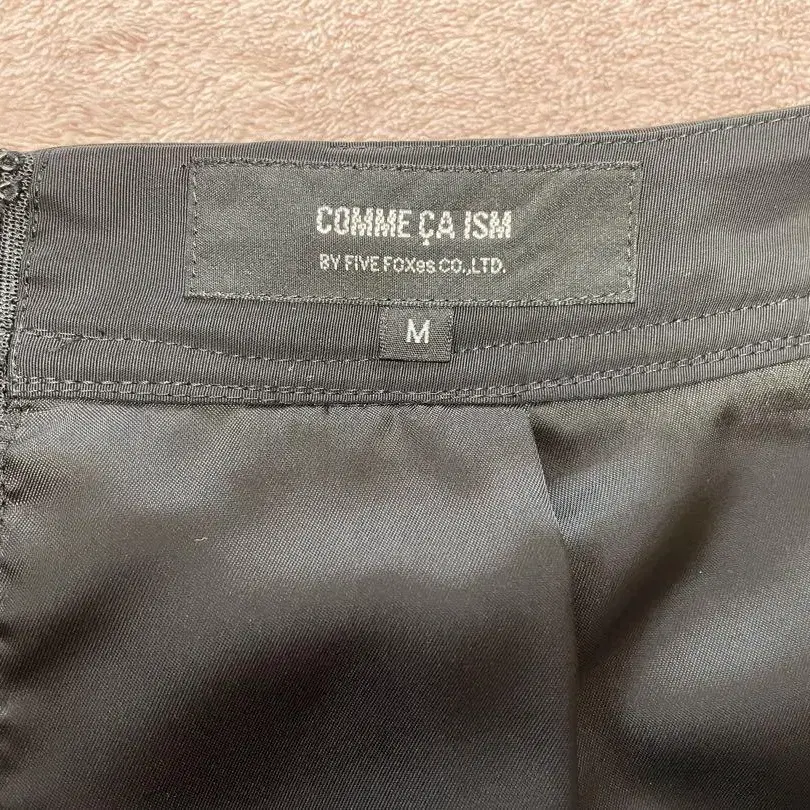 COMME ÇA ISM
BY FIVE FOXes CO.,LTD.
M